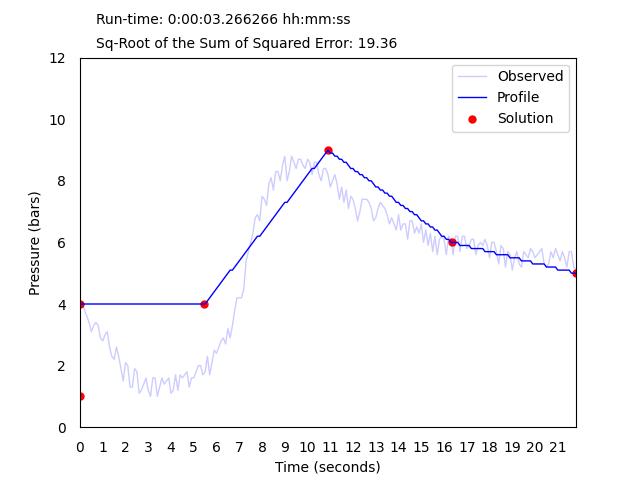 Run-time: 0:00:03.266266 hh:mm:ss
Sq-Root of the Sum of Squared Error: 19.36
12
10
8
6
4
2
0
Pressure (bars)
Observed
Profile
Solution
0 1 2 3 4 5 6 7 8 9 10 11 12 13 14 15 16 17 18 19 20 21
Time (seconds)